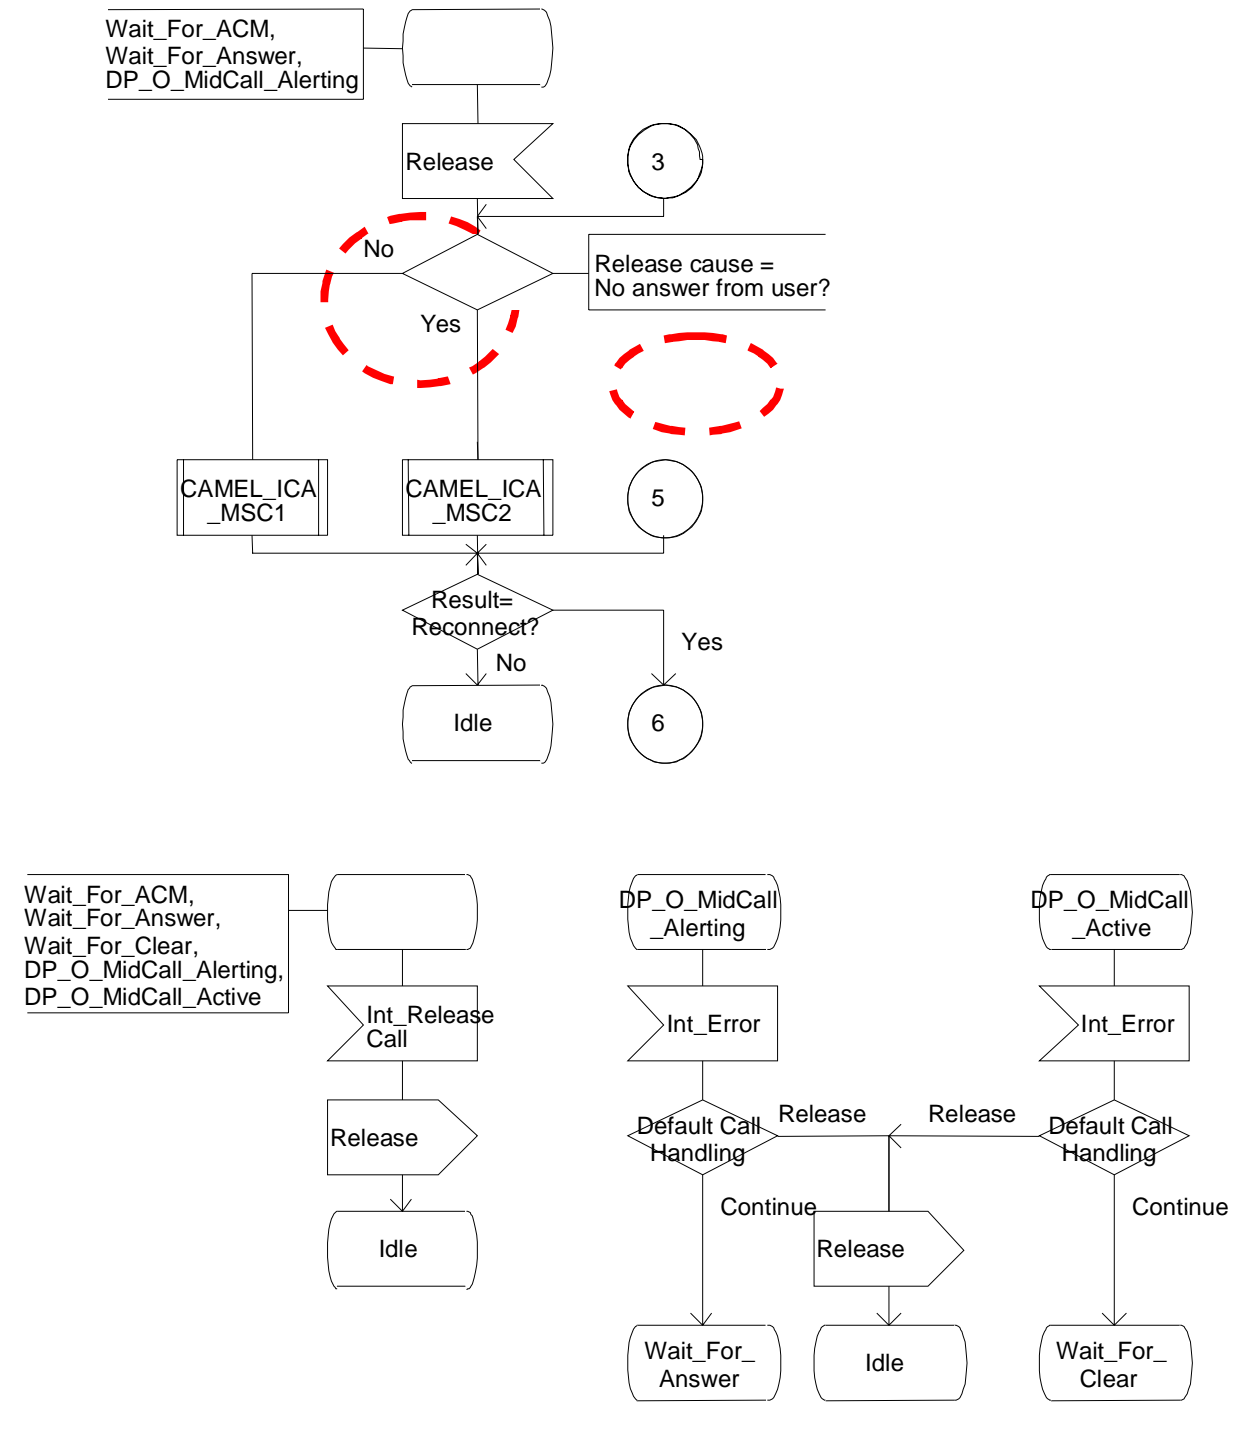 Wait_For_ACM,
Wait_For_Answer,
DP_O_MidCall_Alerting
Release
3
No
Release cause =
No answer from user?
Yes
CAMEL_ICA
_MSC1
CAMEL_ICA
_MSC2
5
Result=
Reconnect?
Yes
No
Idle
6
Wait_For_ACM,
Wait_For_Answer,
Wait_For_Clear,
DP_O_MidCall_Alerting,
DP_O_MidCall_Active
Int_Release
Call
Release
Idle
DP_O_MidCall
_Alerting
Int_Error
Default Call
Handling
Release
Continue
Wait_For_
Answer
Release
Idle
DP_O_MidCall
_Active
Int_Error
Release
Default Call
Handling
Continue
Wait_For_
Clear